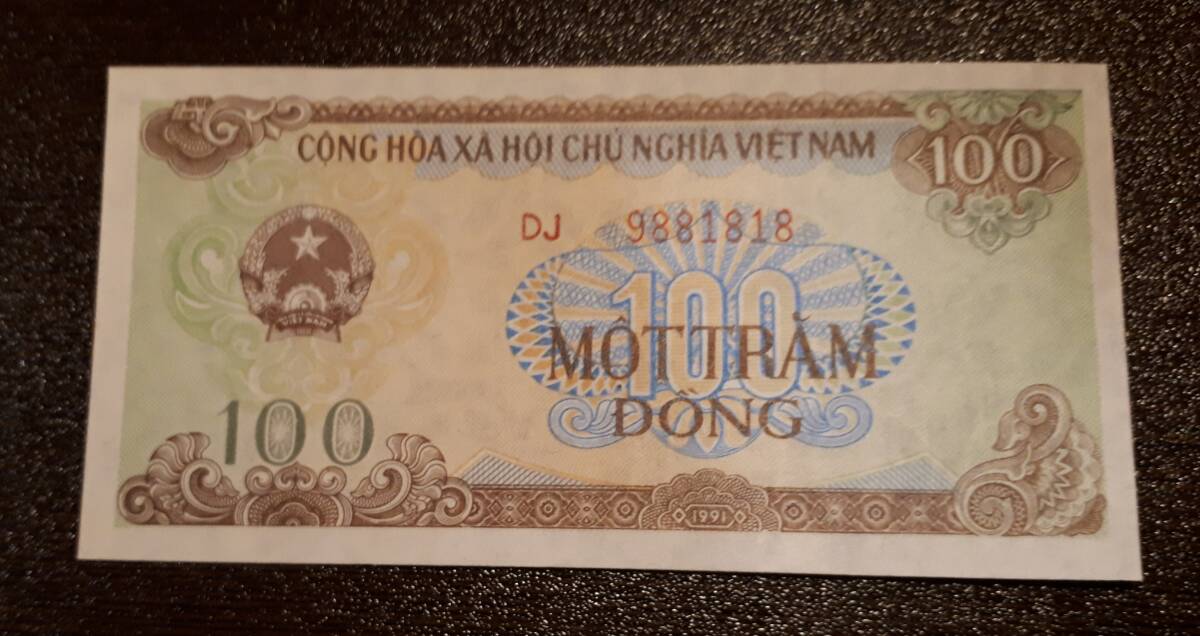 CỘNG HÒA XÃ HỘI CHỦ NGHĨA VIỆT NAM
100
DJ 9881818
100
MỘT TRĂM
ĐỒNG
100
1991